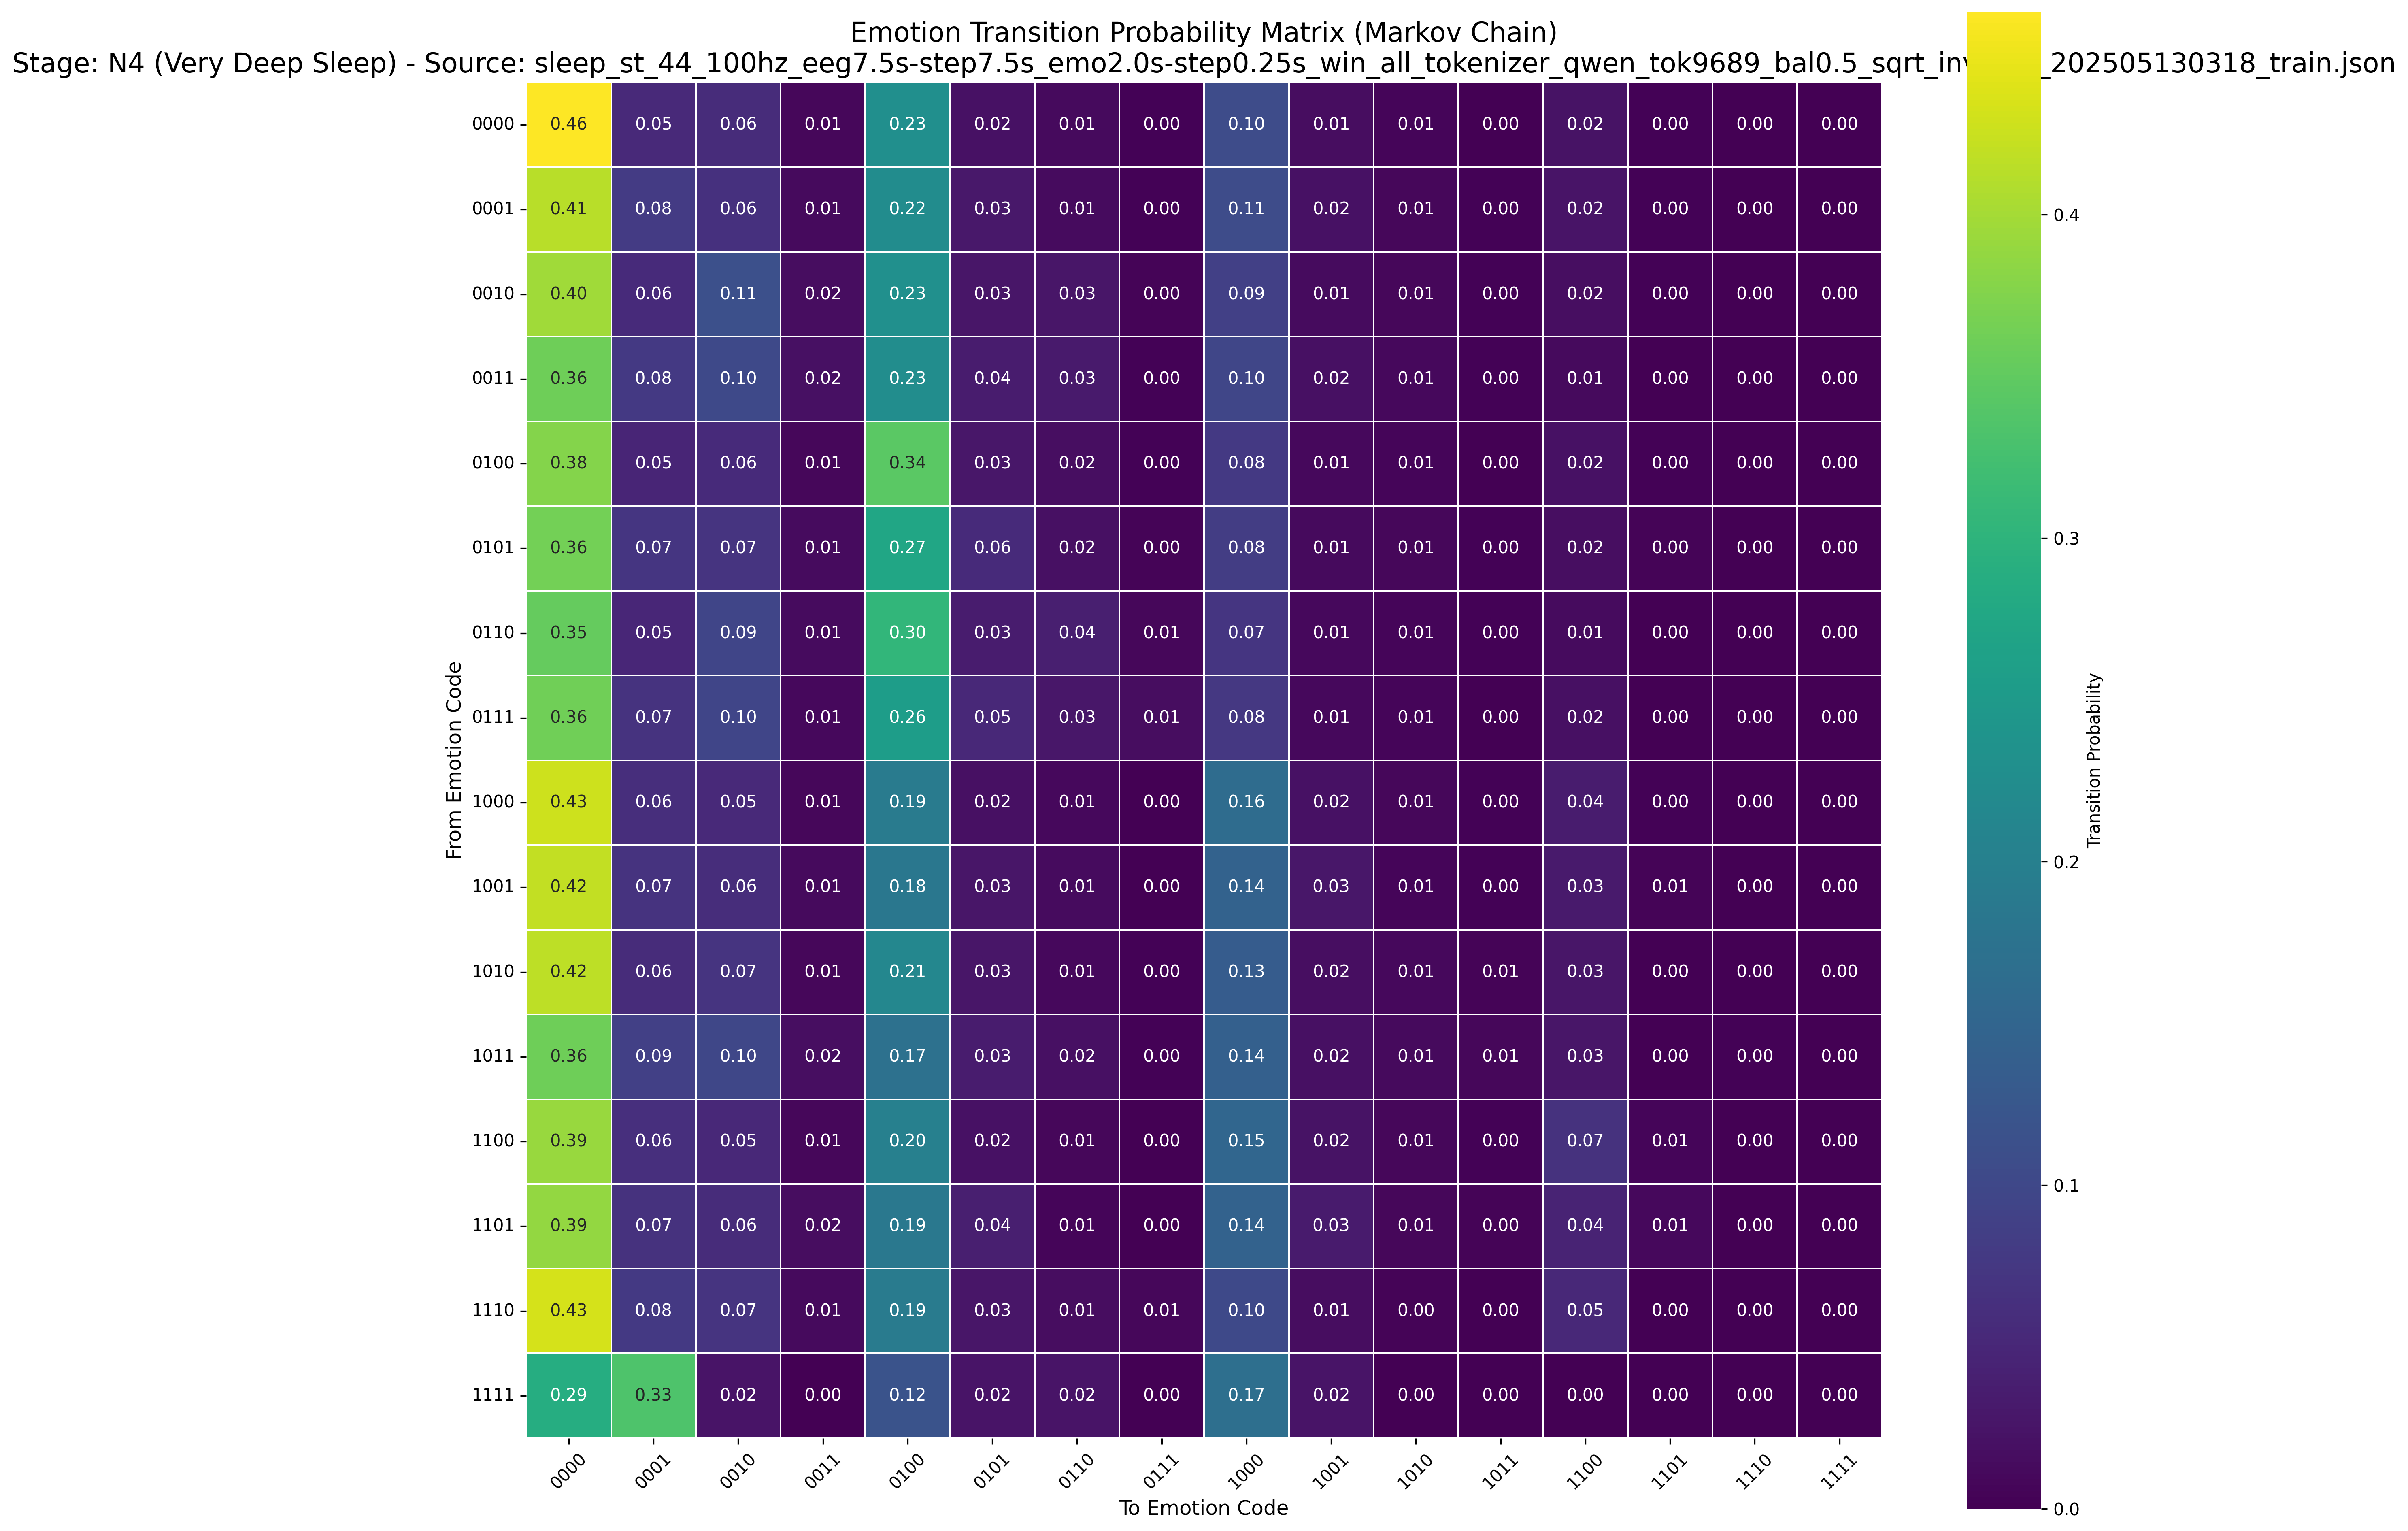 Emotion Transition Probability Matrix (Markov Chain)
Stage: N4 (Very Deep Sleep) - Source: sleep_st_44_100hz_eeg7.5s-step7.5s_emo2.0s-step0.25s_win_all_tokenizer_qwen_tok9689_bal0.5_sqrt_inv _202505130318_train.json
0000 0.46 0.05 0.06 0.01 0.23 0.02 0.01 0.00 0.10 0.01 0.01 0.00 0.02 0.00 0.00 0.00
0001 0.41 0.08 0.06 0.01 0.22 0.03 0.01 0.00 0.11 0.02 0.01 0.00 0.02 0.00 0.00 0.00
0010 0.40 0.06 0.11 0.02 0.23 0.03 0.03 0.00 0.09 0.01 0.01 0.00 0.02 0.00 0.00 0.00
0011 0.36 0.08 0.10 0.02 0.23 0.04 0.03 0.00 0.10 0.02 0.01 0.00 0.01 0.00 0.00 0.00
0100 0.38 0.05 0.06 0.01 0.34 0.03 0.02 0.00 0.08 0.01 0.01 0.00 0.02 0.00 0.00 0.00
0101 0.36 0.07 0.07 0.01 0.27 0.06 0.02 0.00 0.08 0.01 0.01 0.00 0.02 0.00 0.00 0.00
0110 0.35 0.05 0.09 0.01 0.30 0.03 0.04 0.01 0.07 0.01 0.01 0.00 0.01 0.00 0.00 0.00
0111 0.36 0.07 0.10 0.01 0.26 0.05 0.03 0.01 0.08 0.01 0.01 0.00 0.02 0.00 0.00 0.00
1000 0.43 0.06 0.05 0.01 0.19 0.02 0.01 0.00 0.16 0.02 0.01 0.00 0.04 0.00 0.00 0.00
1001 0.42 0.07 0.06 0.01 0.18 0.03 0.01 0.00 0.14 0.03 0.01 0.00 0.03 0.01 0.00 0.00
1010 0.42 0.06 0.07 0.01 0.21 0.03 0.01 0.00 0.13 0.02 0.01 0.01 0.03 0.00 0.00 0.00
1011 0.36 0.09 0.10 0.02 0.17 0.03 0.02 0.00 0.14 0.02 0.01 0.01 0.03 0.00 0.00 0.00
1100 0.39 0.06 0.05 0.01 0.20 0.02 0.01 0.00 0.15 0.02 0.01 0.00 0.07 0.01 0.00 0.00
1101 0.39 0.07 0.06 0.02 0.19 0.04 0.01 0.00 0.14 0.03 0.01 0.00 0.04 0.01 0.00 0.00
1110 0.43 0.08 0.07 0.01 0.19 0.03 0.01 0.01 0.10 0.01 0.00 0.00 0.05 0.00 0.00 0.00
1111 0.29 0.33 0.02 0.00 0.12 0.02 0.02 0.00 0.17 0.02 0.00 0.00 0.00 0.00 0.00 0.00
0000 0001 0010 0011 0100 0101 0110 0111 1000 1001 1010 1011 1100 1101 1110 1111
To Emotion Code
From Emotion Code
0.4
0.3
0.2
0.1
0.0
Transition Probability